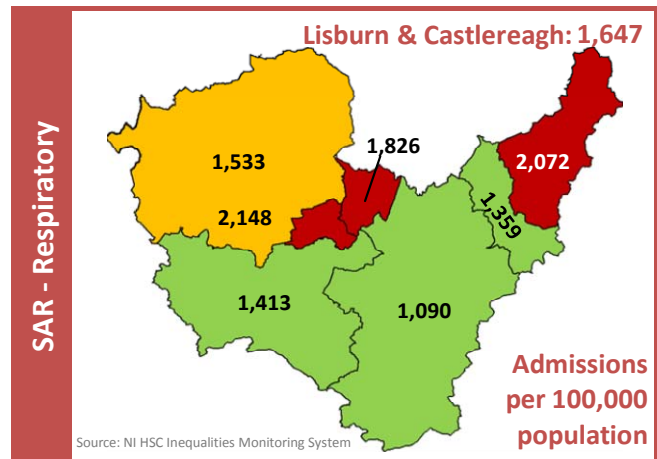 SAR - Respiratory
Lisburn & Castlereagh: 1,647
1,826
1,533
2,072
2,148
1,359
1,413
1,090
Admissions
per 100,000
population
Source: NI HSC Inequalities Monitoring System